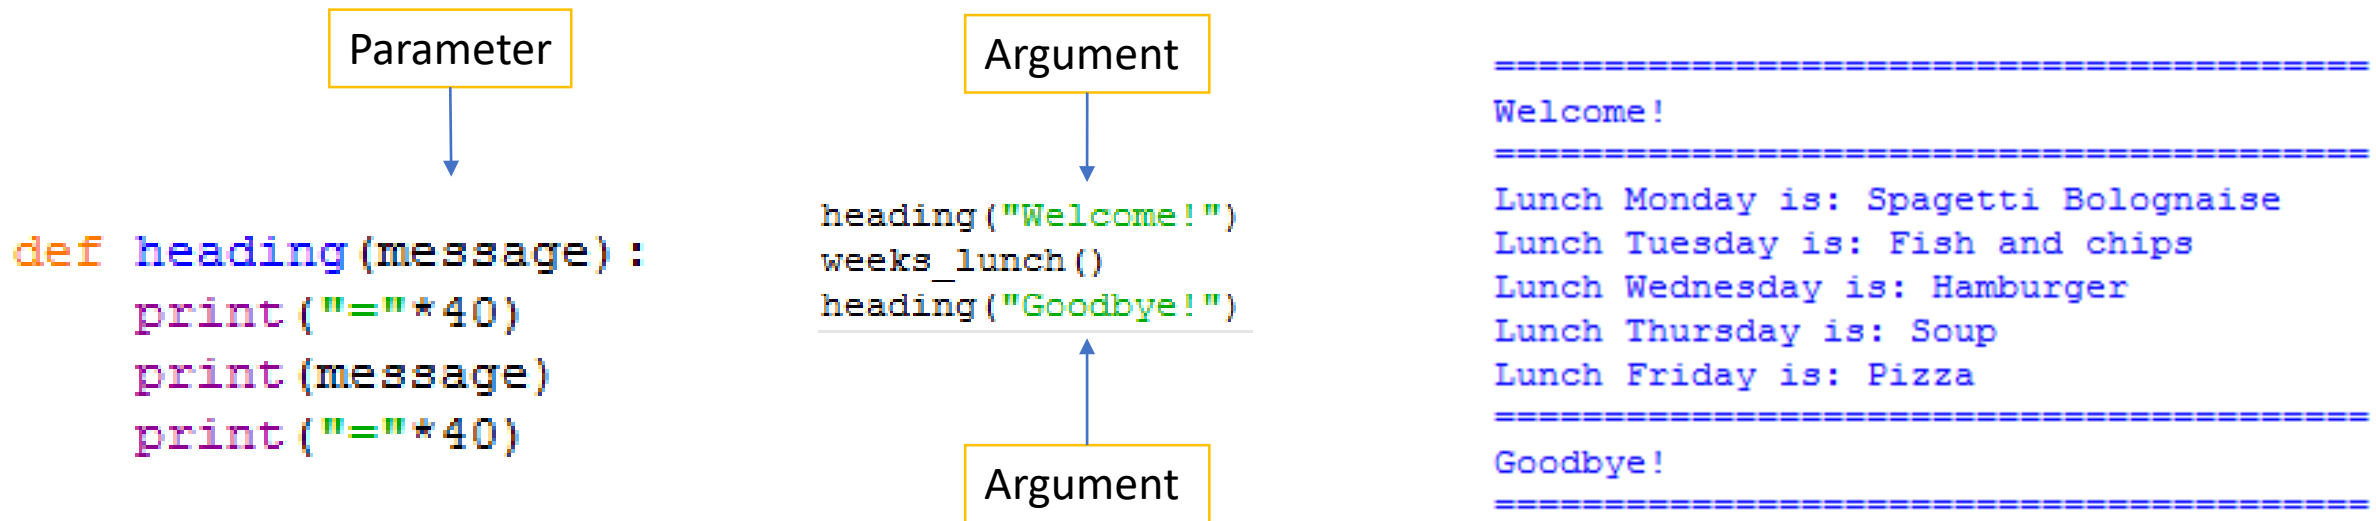 Parameter
def heading(message):
    print("="*40)
    print(message)
    print("="*40)
Argument
heading("Welcome!")
weeks_lunch()
heading("Goodbye!")
Argument
========================================
Welcome!
========================================
Lunch Monday is: Spagetti Bolognaise
Lunch Tuesday is: Fish and chips
Lunch Wednesday is: Hamburger
Lunch Thursday is: Soup
Lunch Friday is: Pizza
========================================
Goodbye!
========================================